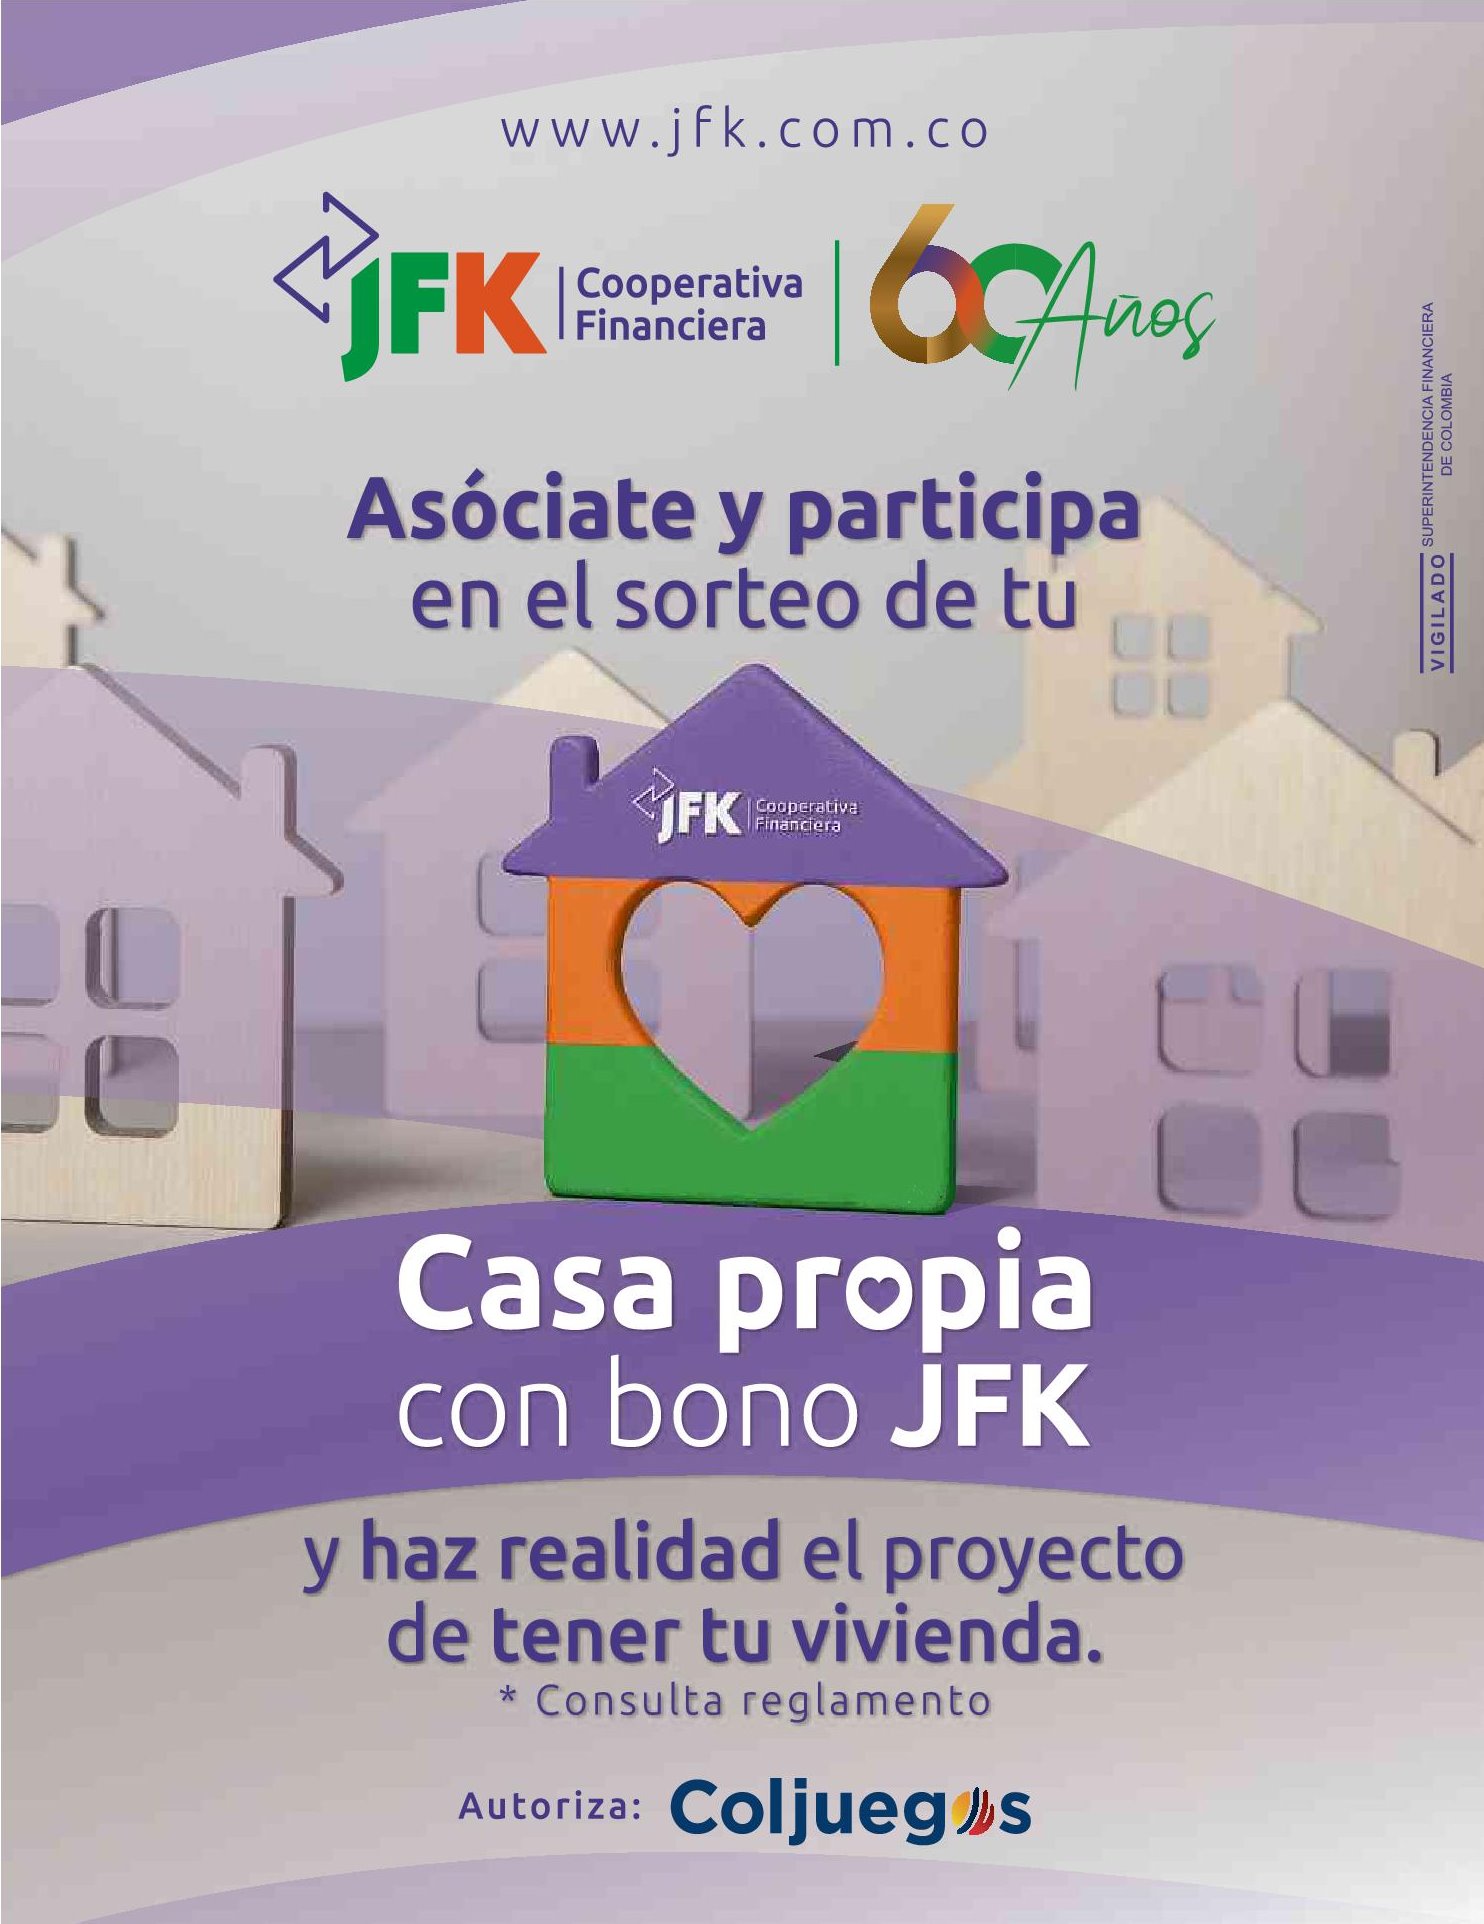 www.jfk.com.co
JFK Cooperativa
Financiera
60 Años
VIGILADO SUPERINTENDENCIA FINANCIERA
DE COLOMBIA
Asóciate y participa
en el sorteo de tu
JFK Cooperativa
Financiera
Casa propia
con bono JFK
y haz realidad el proyecto
de tener tu vivienda.
* Consulta reglamento
Autoriza: Coljuegos